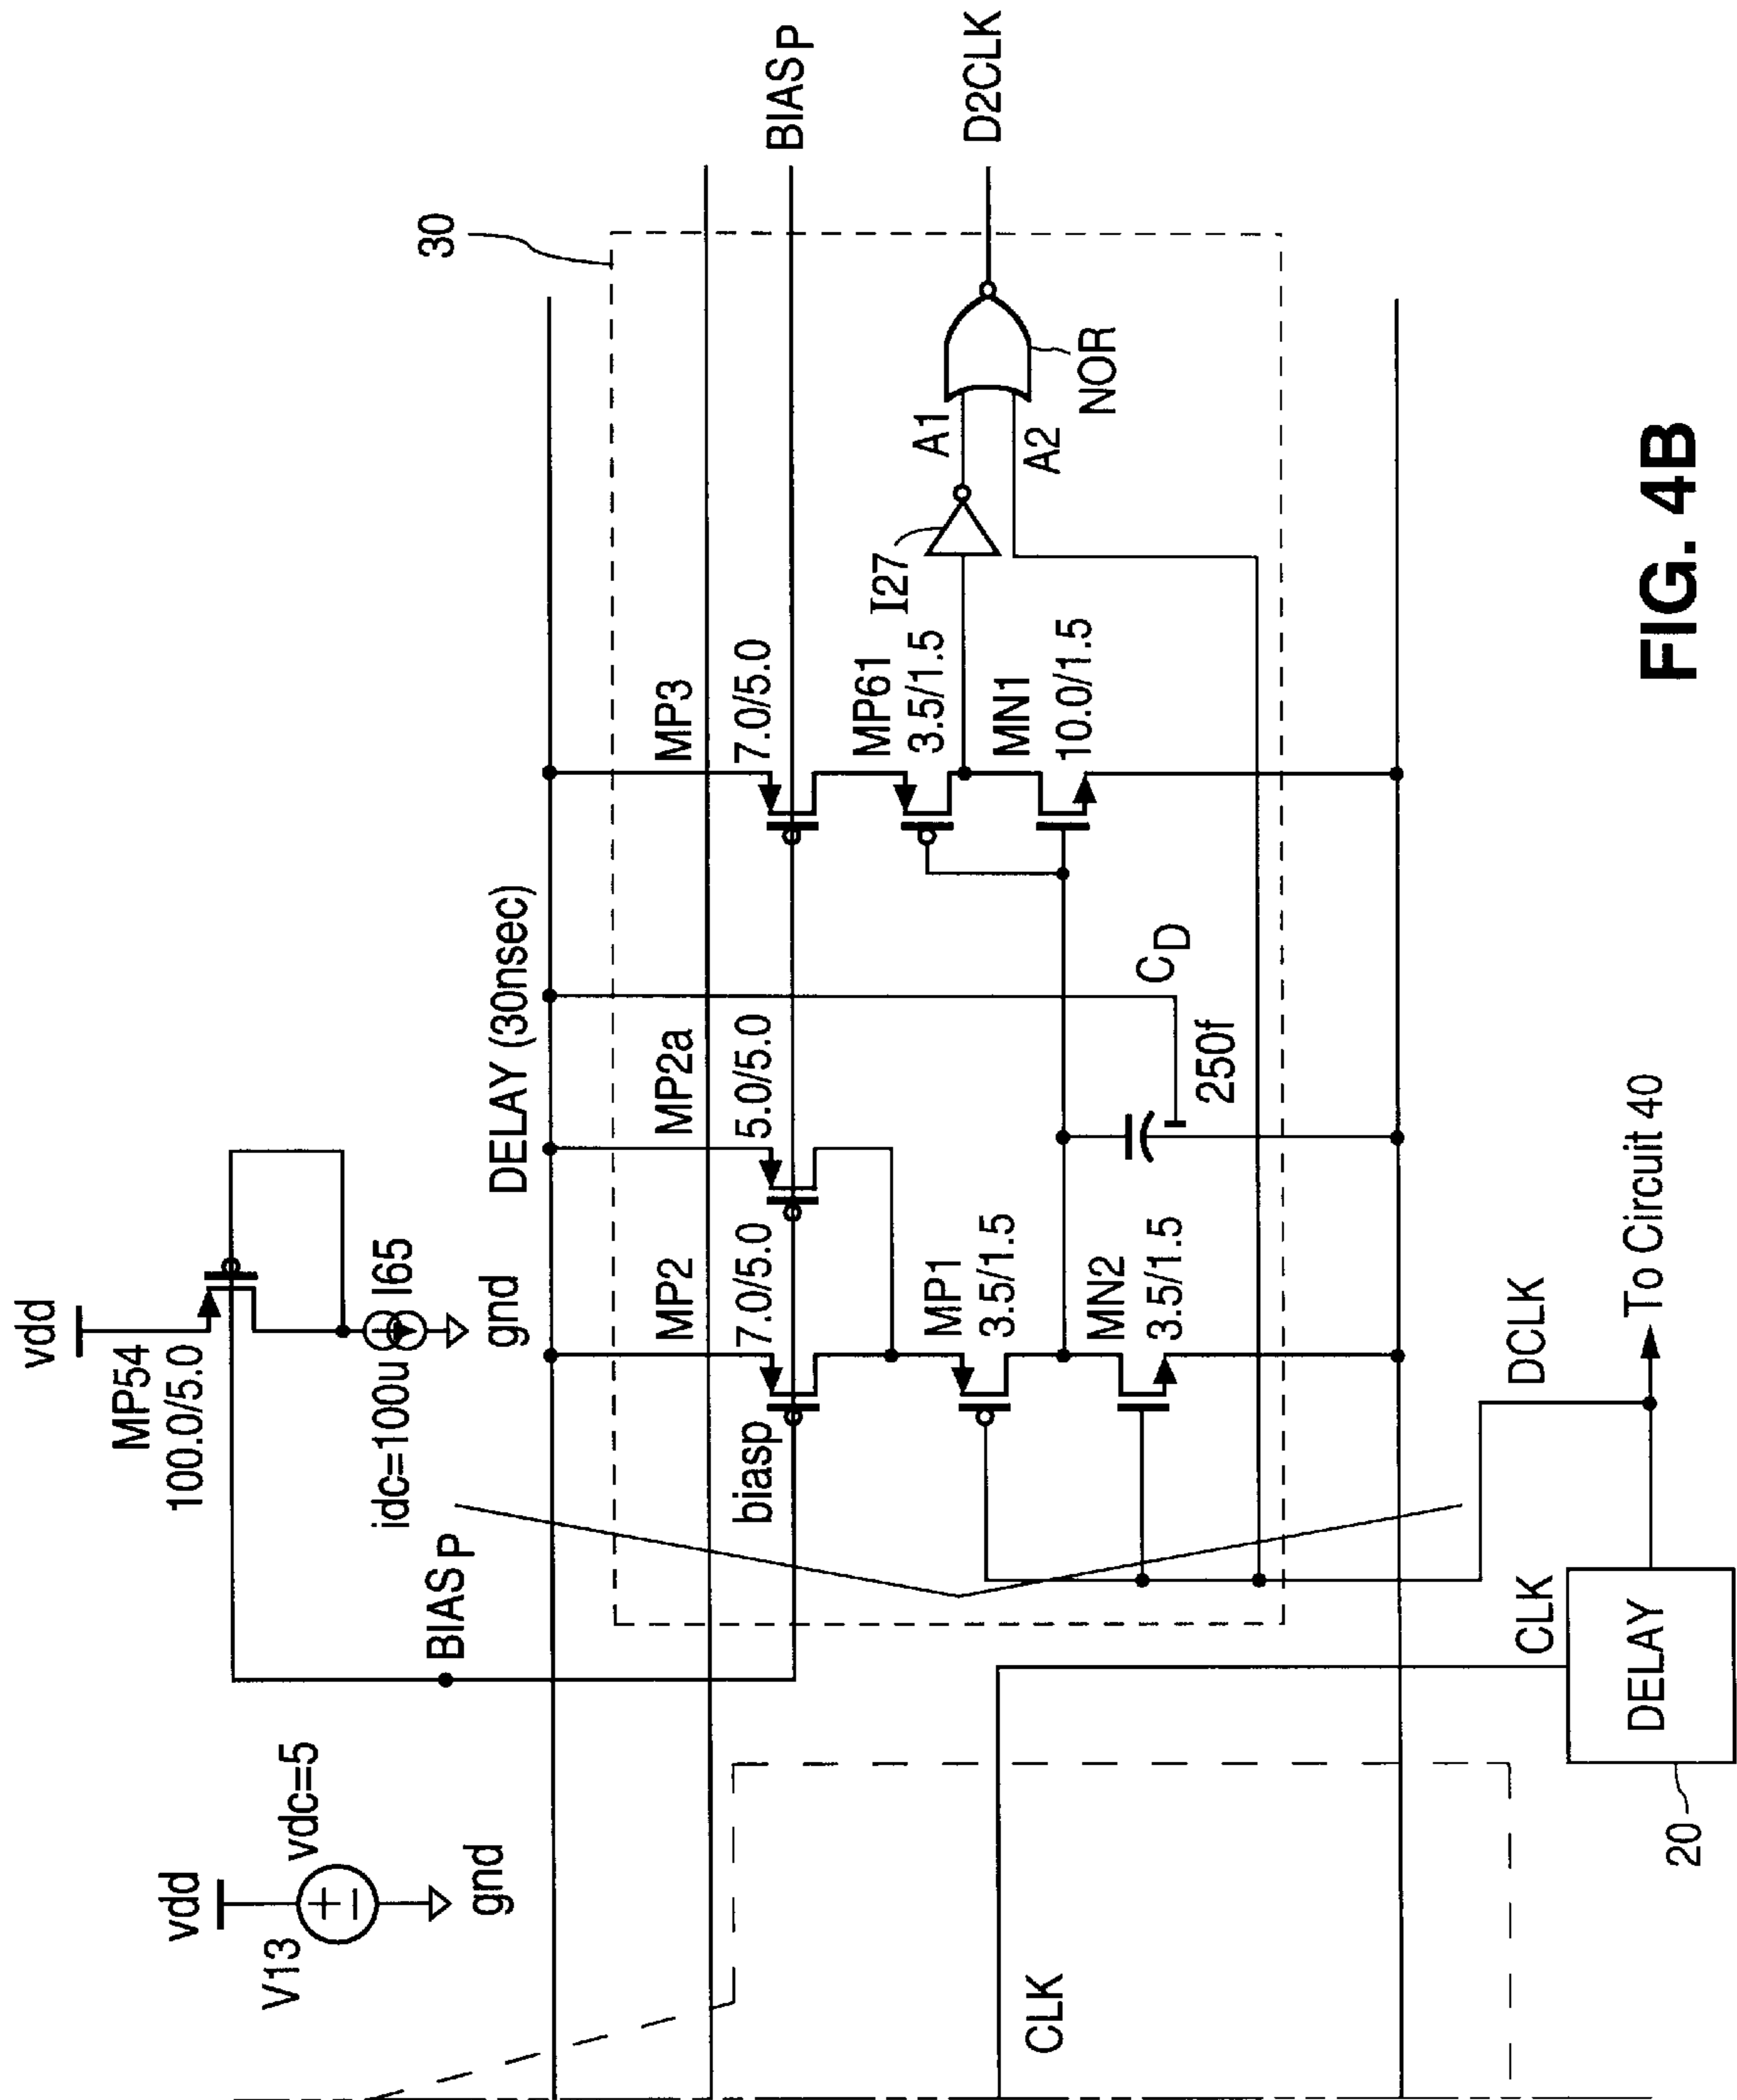 vdd
MP54
100.0/5.0
idc=100u
I65
gnd
vdd
V13
vdc=5
gnd
BIASP
DELAY (30nsec)
30
BIASP
MP2
7.0/5.0
biasp
MP2a
5.0/5.0
MP3
7.0/5.0
MP1
3.5/1.5
MN2
3.5/1.5
MP61
3.5/1.5
MN1
10.0/1.5
I27
A1
A2
NOR
D2CLK
CD
250f
CLK
CLK
DCLK
DELAY
20
To Circuit 40
FIG. 4B